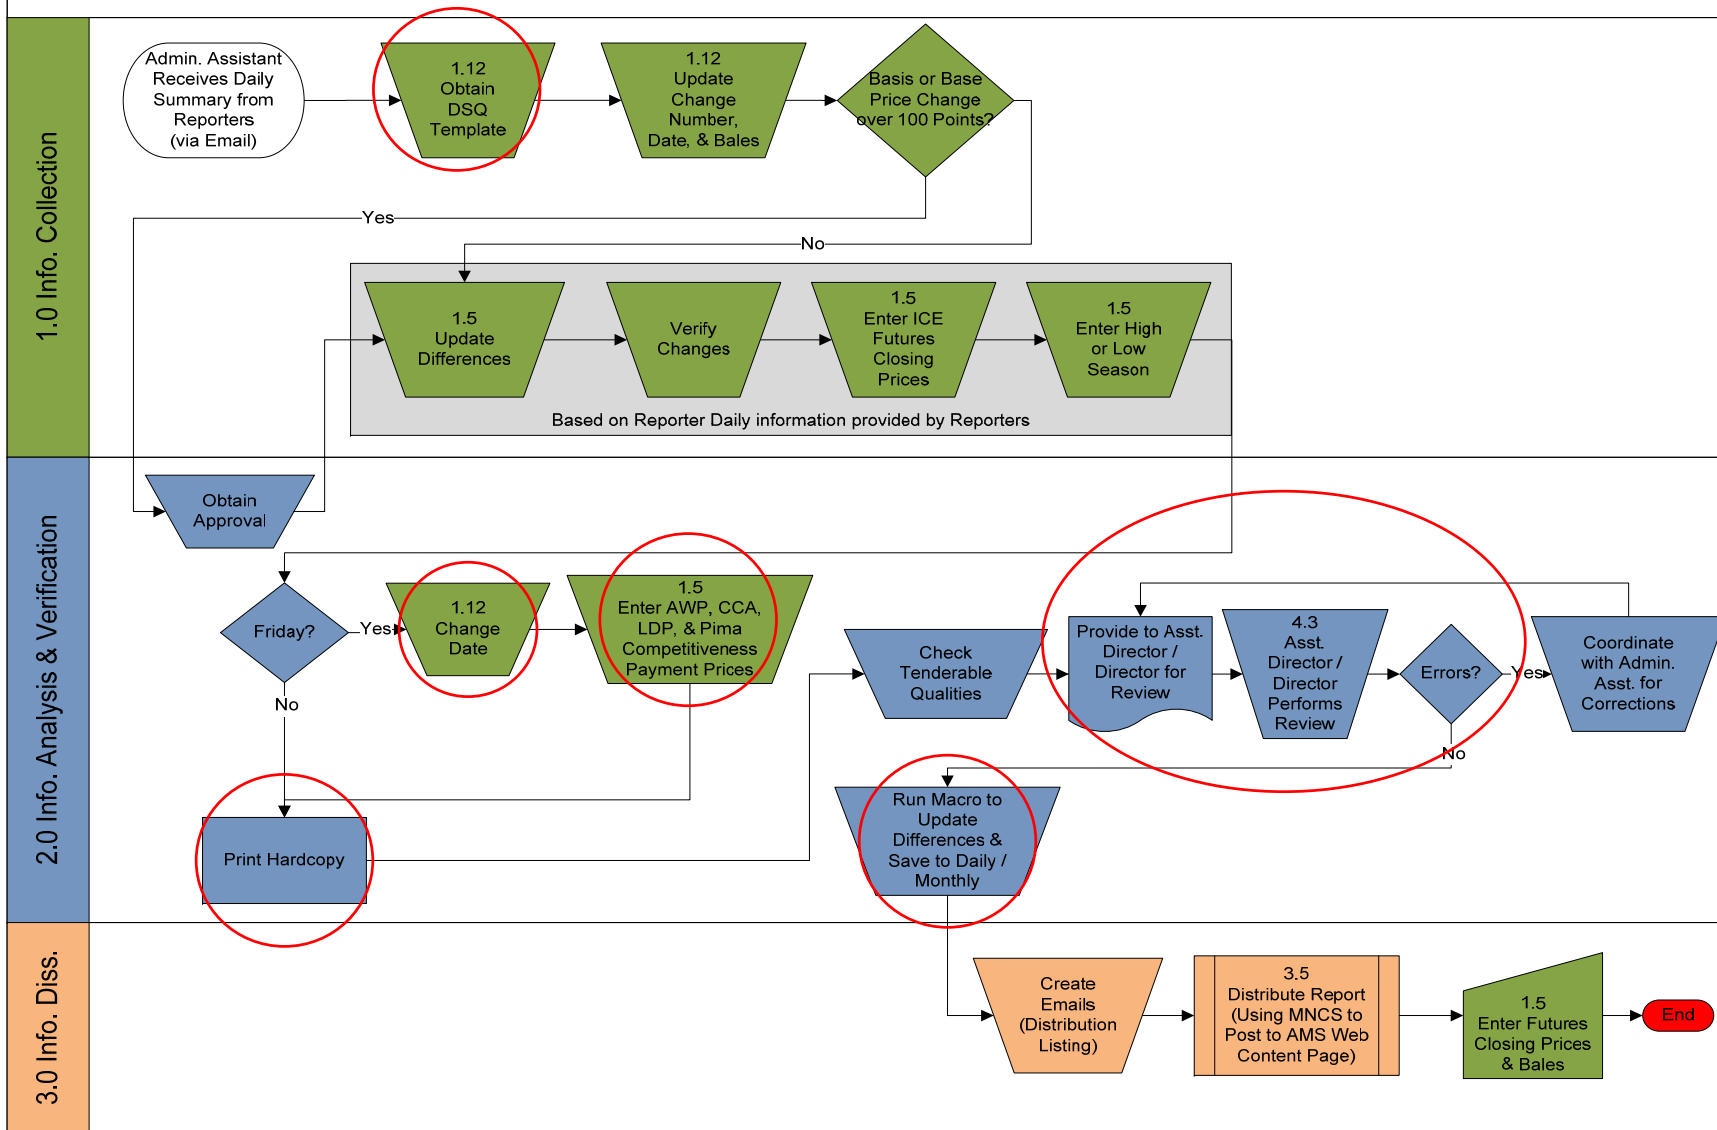 1.0 Info. Collection
Admin. Assistant
Receives Daily
Summary from
Reporters
(via Email)
1.12
Obtain
DSQ
Template
1.12
Update
Change
Number,
Date, & Bales
Basis or Base
Price Change
over 100 Points?
Yes
No
1.5
Update
Differences
Verify
Changes
1.5
Enter ICE
Futures
Closing
Prices
1.5
Enter High
or Low
Season
Based on Reporter Daily information provided by Reporters
2.0 Info. Analysis & Verification
Obtain
Approval
Friday?
Yes
No
1.12
Change
Date
1.5
Enter AWP, CCA,
LDP, & Pima
Competitiveness
Payment Prices
Print Hardcopy
Check
Tenderable
Qualities
Provide to Asst.
Director /
Director for
Review
4.3
Asst.
Director /
Director
Performs
Review
Errors?
Yes
No
Coordinate
with Admin.
Asst. for
Corrections
Run Macro to
Update
Differences &
Save to Daily /
Monthly
3.0 Info. Diss.
Create
Emails
(Distribution
Listing)
3.5
Distribute Report
(Using MNCS to
Post to AMS Web
Content Page)
1.5
Enter Futures
Closing Prices
& Bales
End